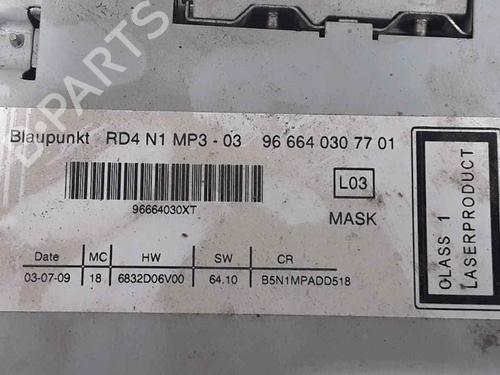 B-PARTS
Blaupunkt RD4 N1 MP3 - 03 96 664 030 77 01
96664030XT
L03
MASK
Date MC HW SW CR
03-07-09 18 6832D06V00 64.10 B5N1MPADD518
CLASS 1
LASERPRODUCT